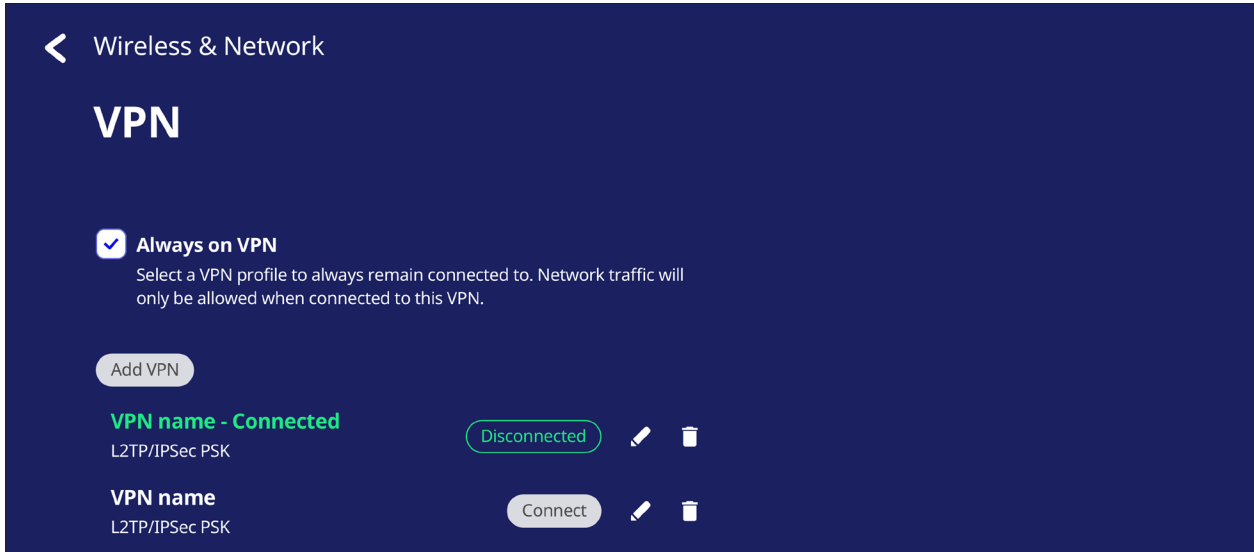 Wireless & Network
VPN
Always on VPN
Select a VPN profile to always remain connected to. Network traffic will
only be allowed when connected to this VPN.
Add VPN
VPN name - Connected
Disconnected
L2TP/IPSec PSK
VPN name
Connect
L2TP/IPSec PSK